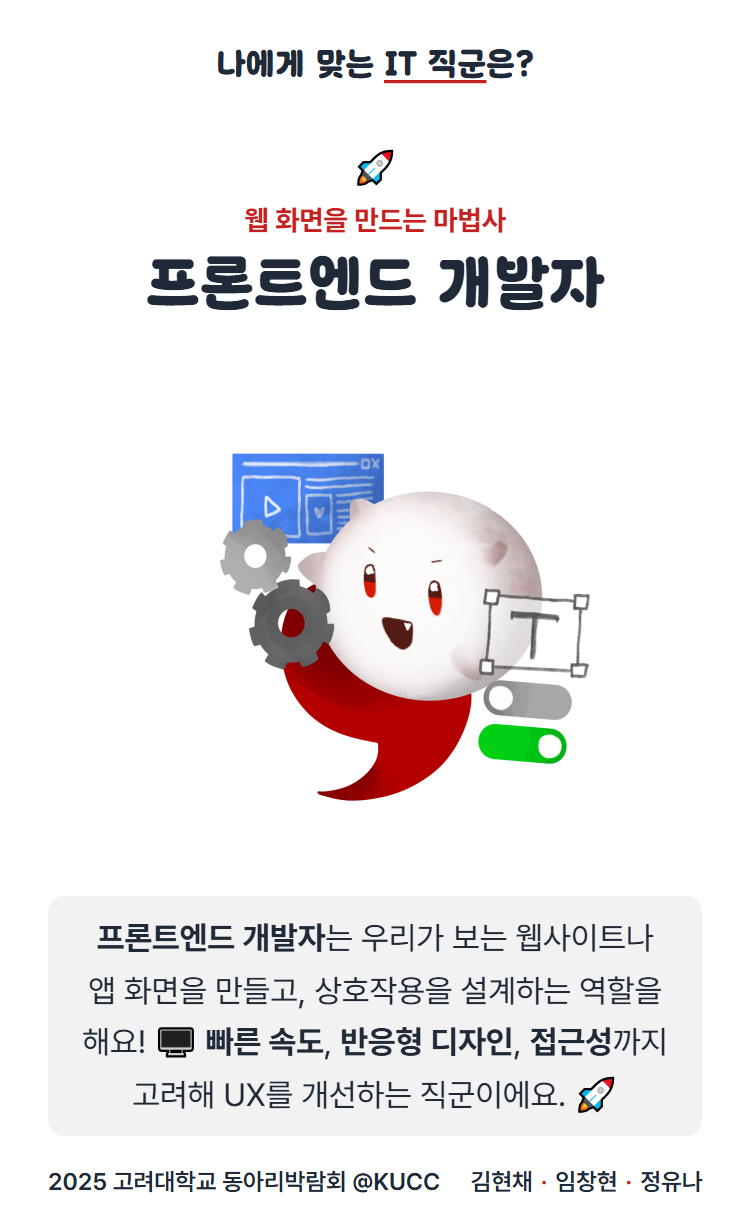 나에게 맞는 IT 직군은?
🚀
웹 화면을 만드는 마법사
프론트엔드 개발자
T
프론트엔드 개발자는 우리가 보는 웹사이트나
앱 화면을 만들고, 상호작용을 설계하는 역할을
해요! 🖥️ 빠른 속도, 반응형 디자인, 접근성까지
고려해 UX를 개선하는 직군이에요. 🚀
2025 고려대학교 동아리박람회 @KUCC 김현채 · 임창현 · 정유나